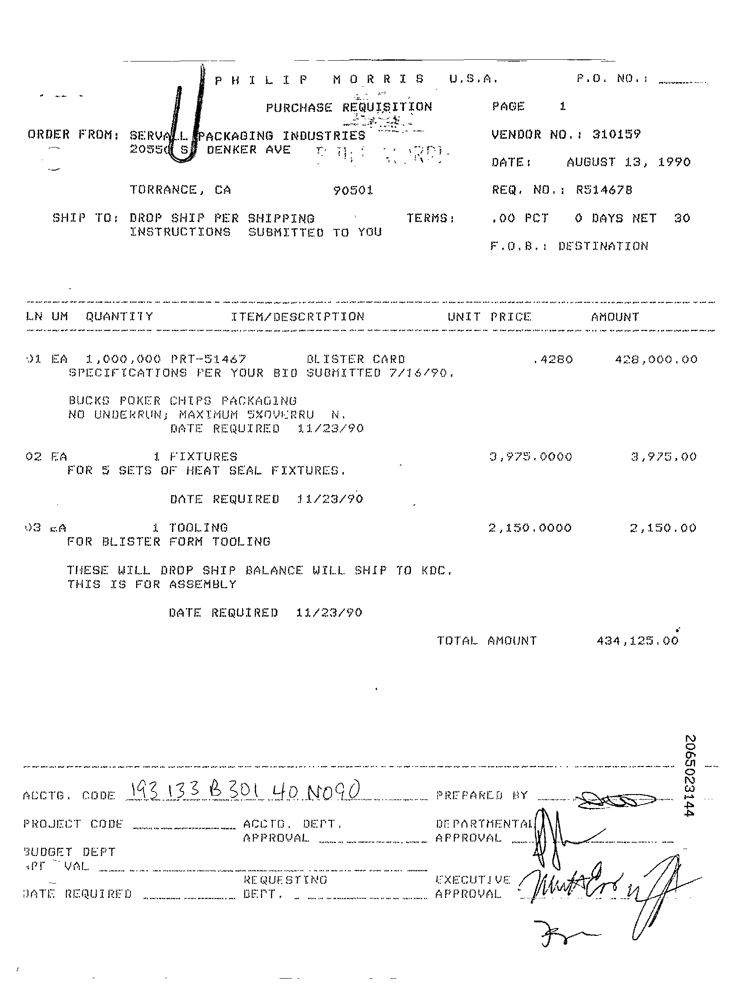 PHILIP MORRIS U.S.A. P.O. NO.:
PURCHASE REQUISITION PAGE 1
ORDER FROM: SERVALL PACKAGING INDUSTRIES VENDOR NO.: 310159
20550 S DENKER AVE
DATE: AUGUST 13, 1990
TORRANCE, CA 90501 REQ. NO.: R51467B
SHIP TO: DROP SHIP PER SHIPPING TERMS: .00 PCT 0 DAYS NET 30
INSTRUCTIONS SUBMITTED TO YOU
F.O.B.: DESTINATION
LN UM QUANTITY ITEM/DESCRIPTION UNIT PRICE AMOUNT
01 EA 1,000,000 PRT-51467 BLISTER CARD .4280 428,000.00
SPECIFICATIONS PER YOUR BID SUBMITTED 7/16/90.
BUCKS POKER CHIPS PACKAGING
NO UNDERRUN; MAXIMUM 5%OVERRU N.
DATE REQUIRED 11/23/90
02 EA 1 FIXTURES 3,975.0000 3,975.00
FOR 5 SETS OF HEAT SEAL FIXTURES.
DATE REQUIRED 11/23/90
03 EA 1 TOOLING 2,150.0000 2,150.00
FOR BLISTER FORM TOOLING
THESE WILL DROP SHIP BALANCE WILL SHIP TO KDC.
THIS IS FOR ASSEMBLY
DATE REQUIRED 11/23/90
TOTAL AMOUNT 434,125.00
2065023144
ACCTG. CODE 193 133 B 301 40 N090 PREPARED BY
PROJECT CODE ACCTG. DEPT. DEPARTMENTAL
APPROVAL APPROVAL
BUDGET DEPT
REQUESTING EXECUTIVE
DATE REQUIRED DEPT. APPROVAL